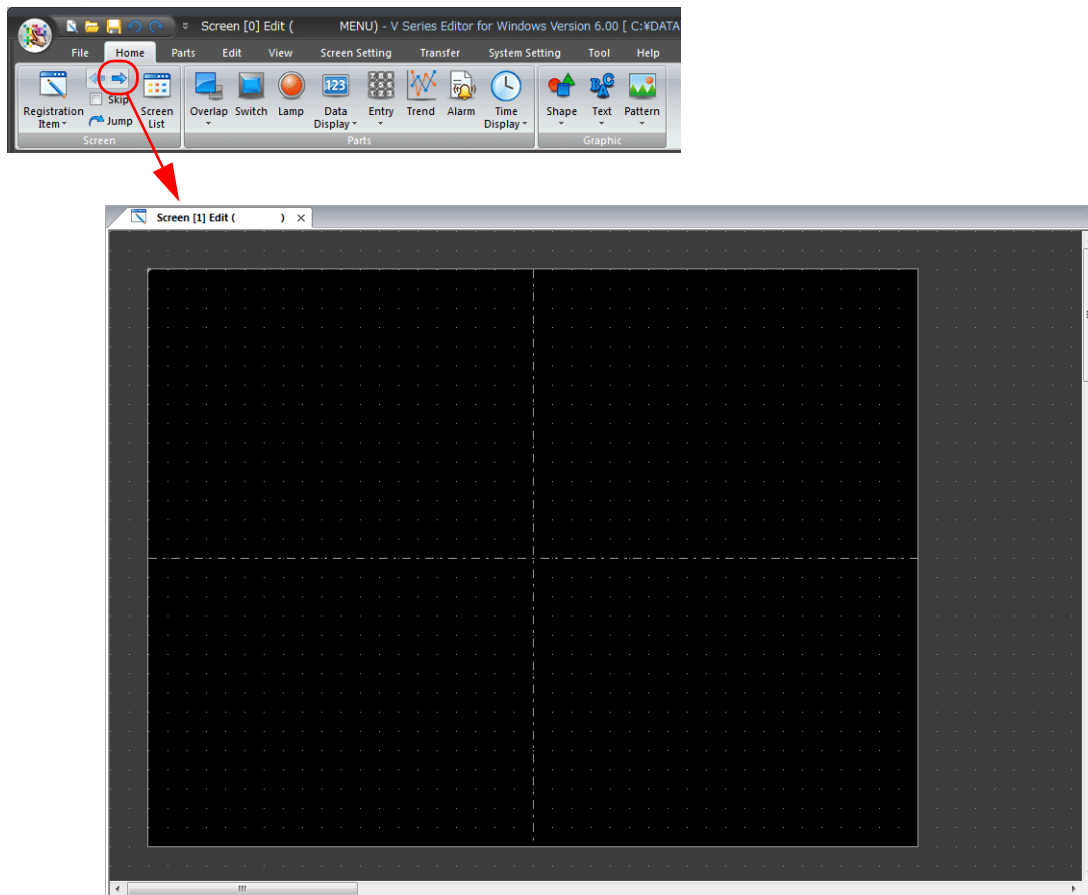 Screen [0] Edit ( MENU) - V Series Editor for Windows Version 6.00 [ C:¥DATA
File Home Parts Edit View Screen Setting Transfer System Setting Tool Help
Registration Item
Skip
Jump
Screen List
Overlap
Switch
Lamp
123
Data Display
Entry
Trend
Alarm
Time Display
Shape
Text
Pattern
Screen Parts Graphic
Screen [1] Edit ( )